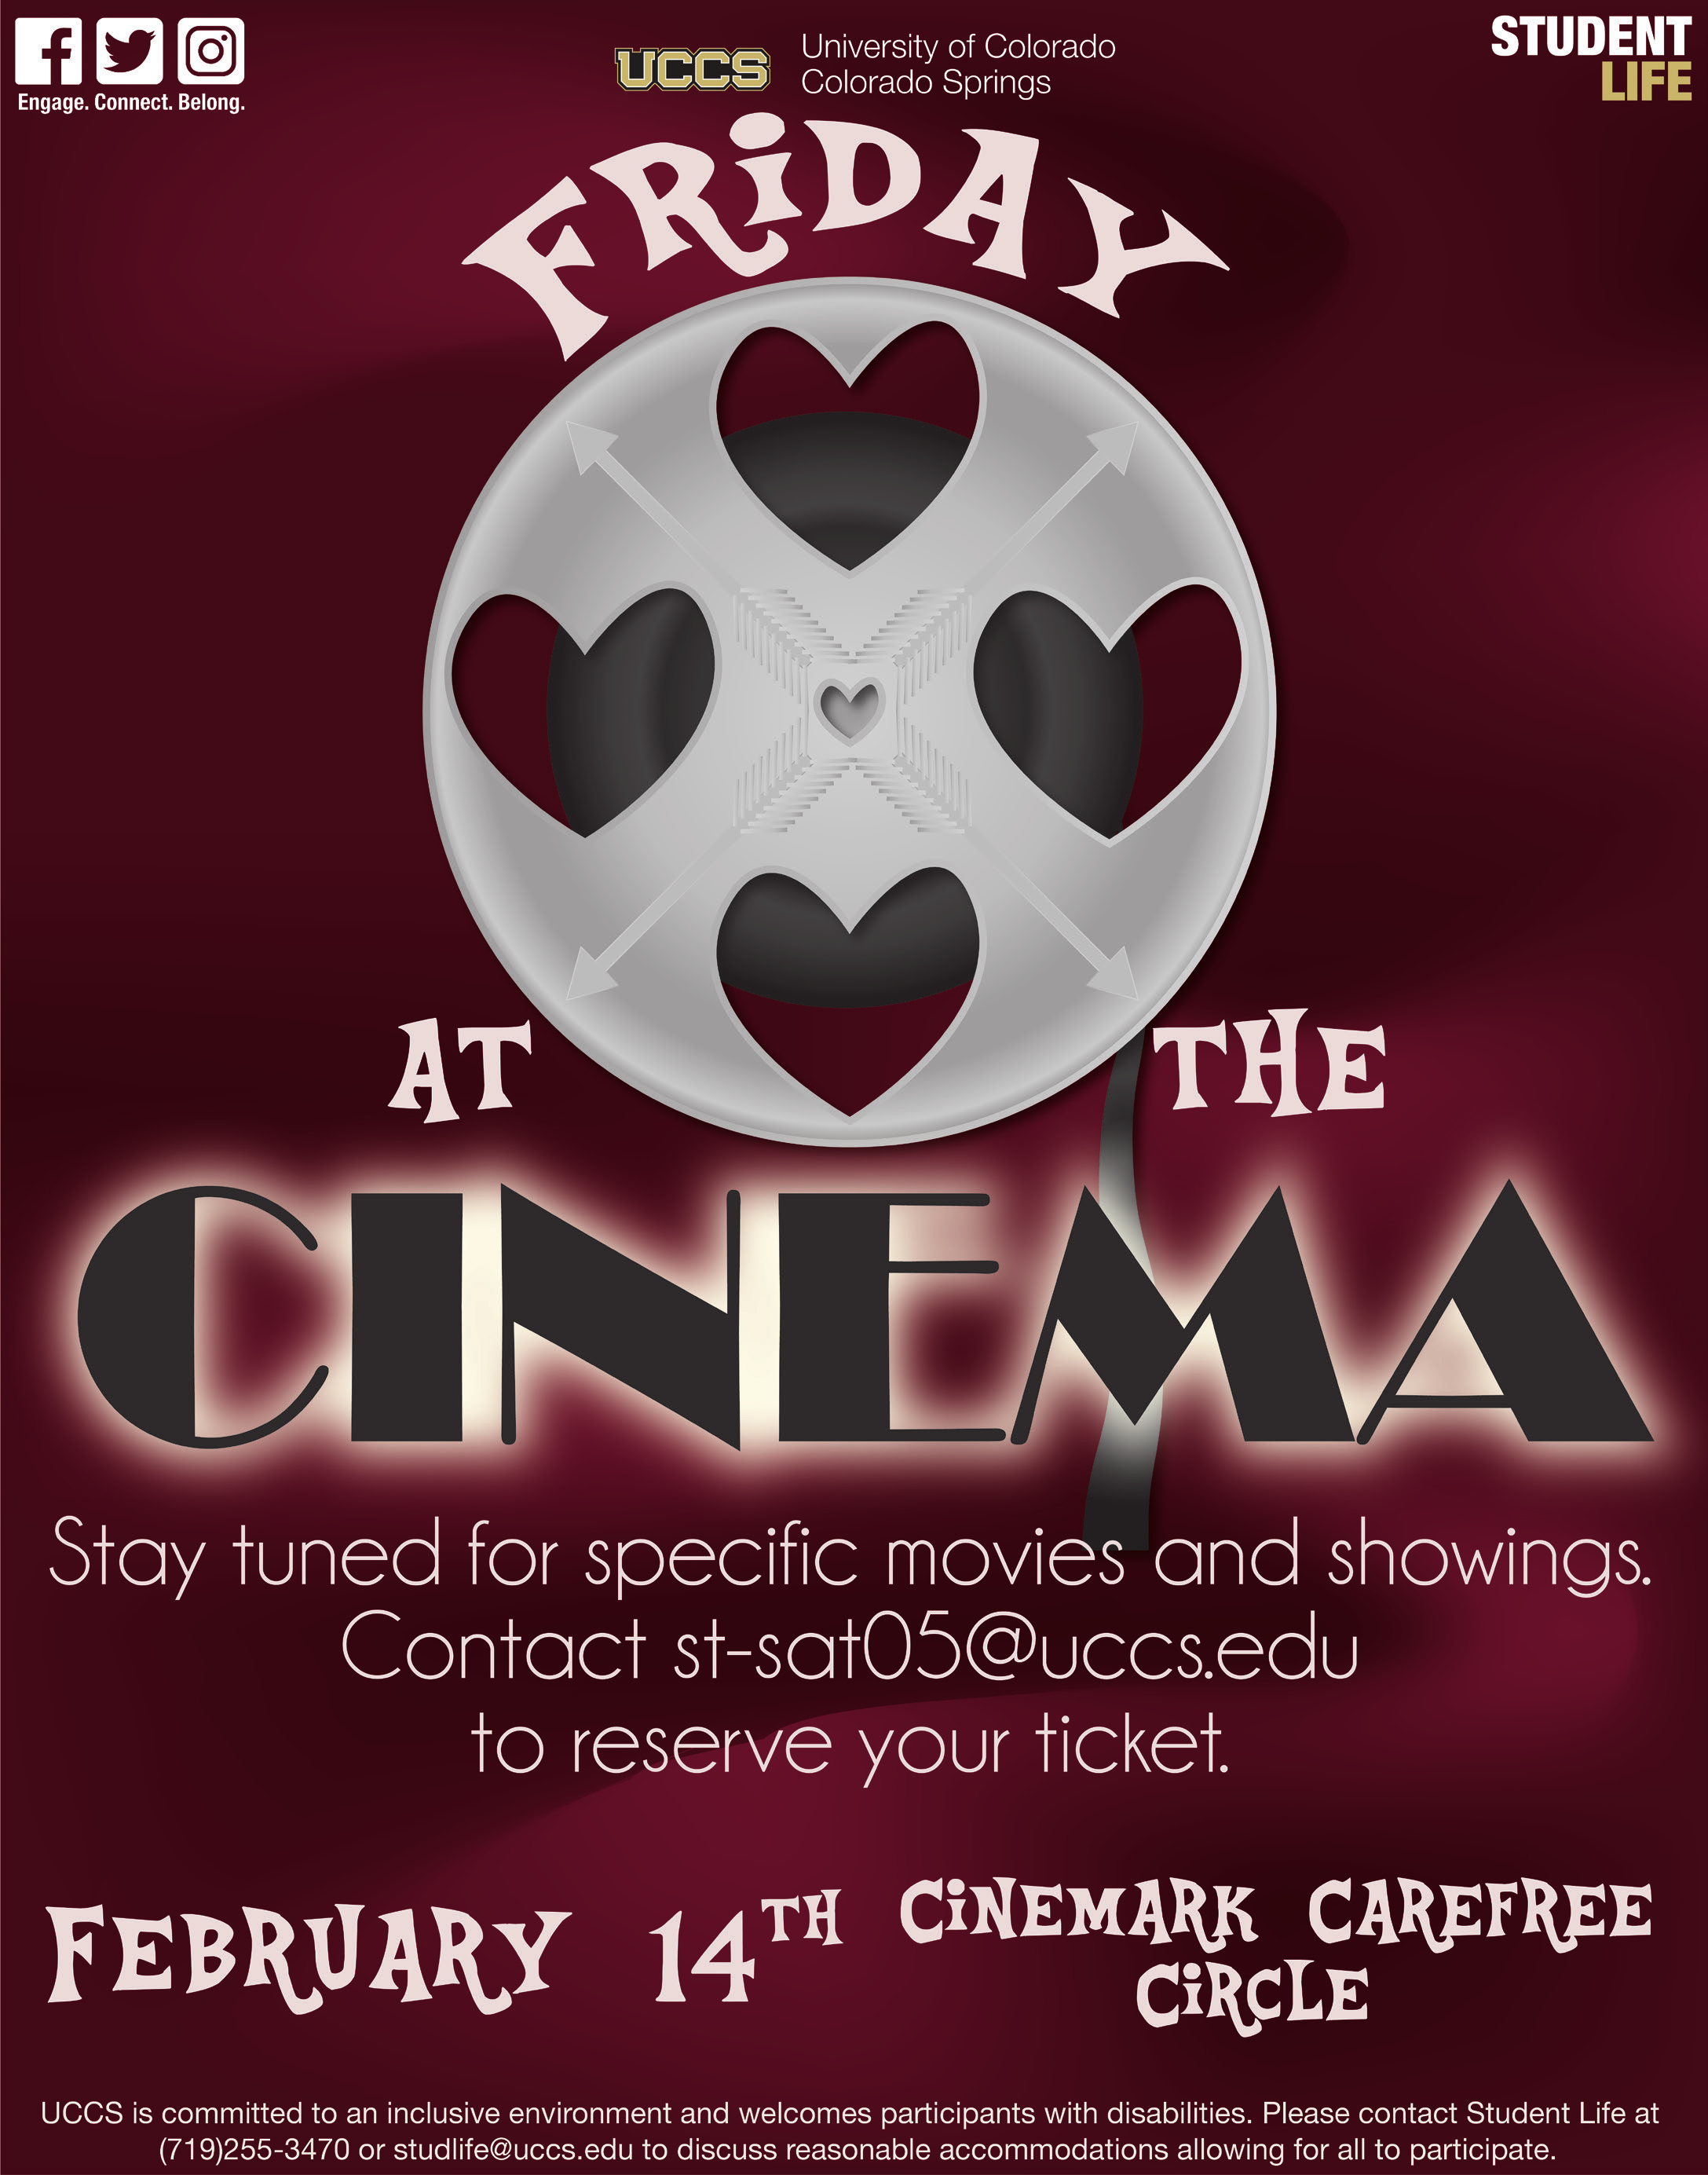 Engage. Connect. Belong.
UCCS
University of Colorado
Colorado Springs
STUDENT
LIFE
FRiDAY
AT THE
CINEMA
Stay tuned for specific movies and showings.
Contact st-sat05@uccs.edu
to reserve your ticket.
FEBRUARY 14TH
CiNEMARK CAREFREE
CiRCLE
UCCS is committed to an inclusive environment and welcomes participants with disabilities. Please contact Student Life at
(719)255-3470 or studlife@uccs.edu to discuss reasonable accommodations allowing for all to participate.